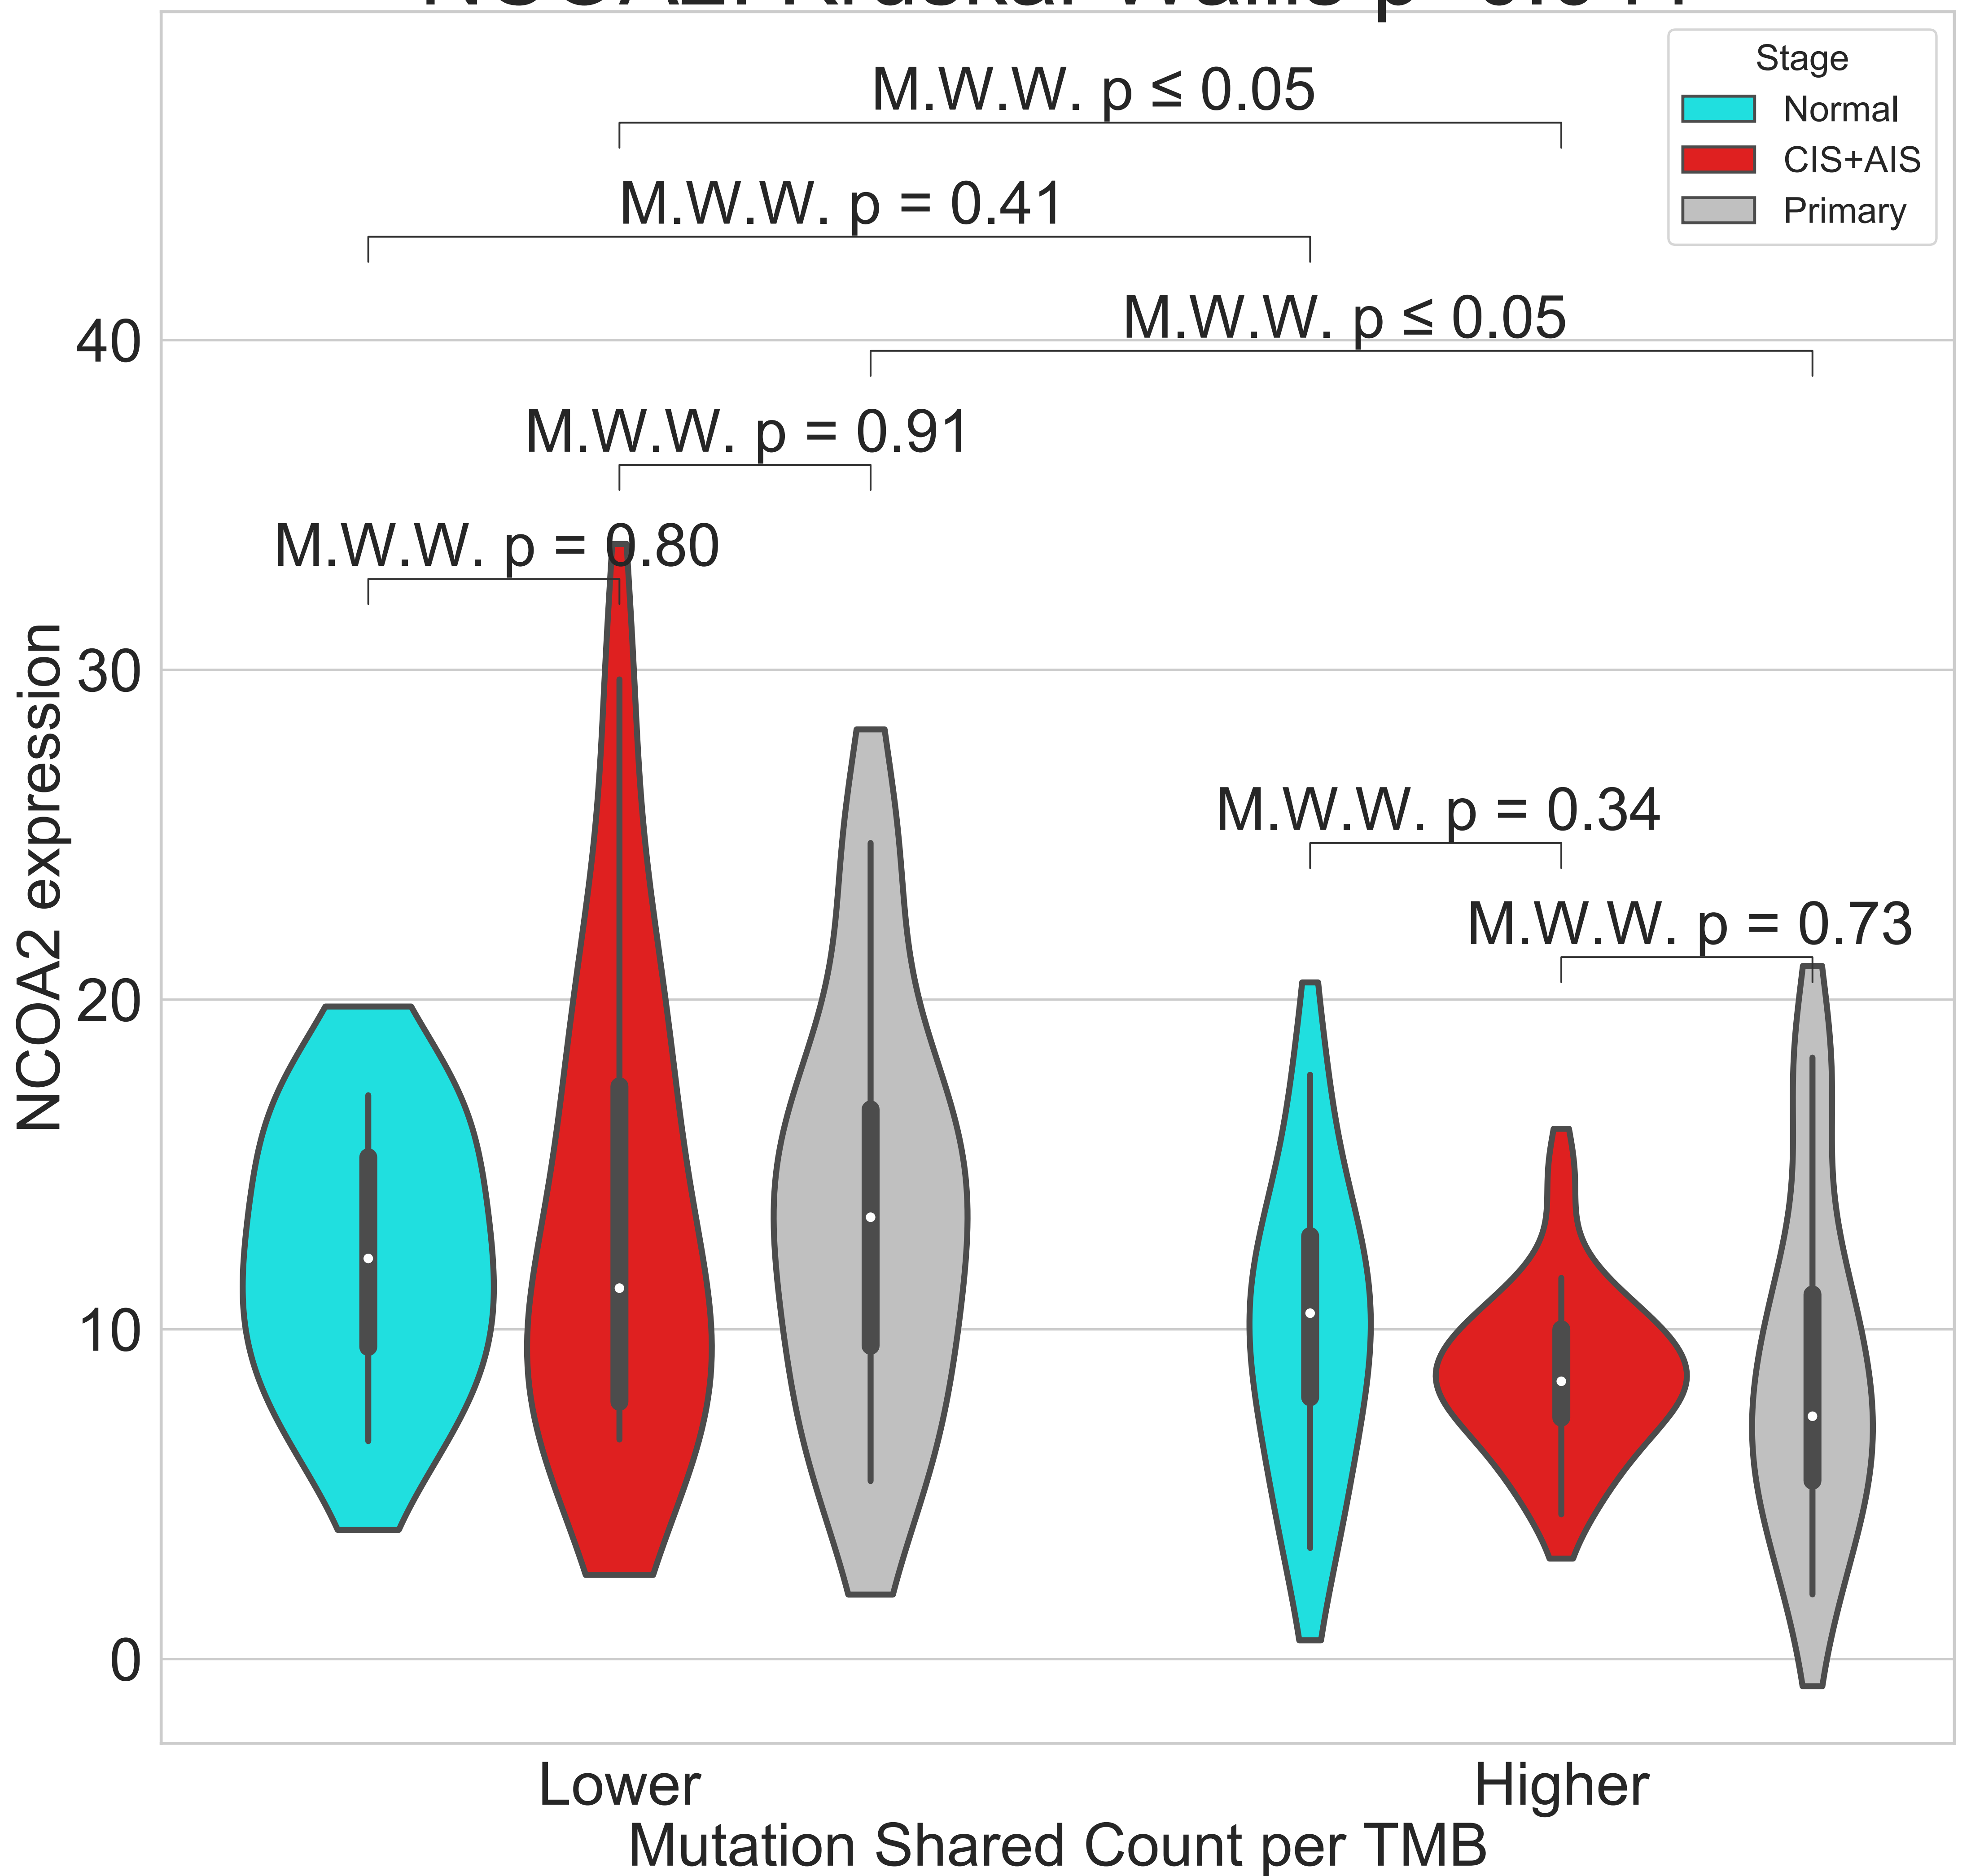 Stage
Normal
CIS+AIS
Primary
M.W.W. p ≤ 0.05
M.W.W. p = 0.41
M.W.W. p ≤ 0.05
M.W.W. p = 0.91
M.W.W. p = 0.80
M.W.W. p = 0.34
M.W.W. p = 0.73
NCOA2 expression
40
30
20
10
0
Lower
Higher
Mutation Shared Count per TMB